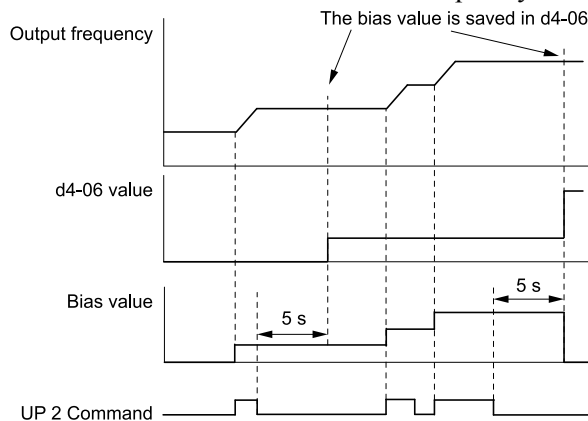 The bias value is saved in d4-06
Output frequency
d4-06 value
Bias value
5 s
5 s
UP 2 Command